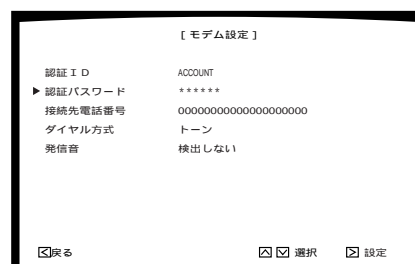 [ モデム設定 ]
認証ＩＤ ACCOUNT
▶ 認証パスワード ******
接続先電話番号 00000000000000000000
ダイヤル方式 トーン
発信音 検出しない
<戻る ∧ ∨ 選択 > 設定